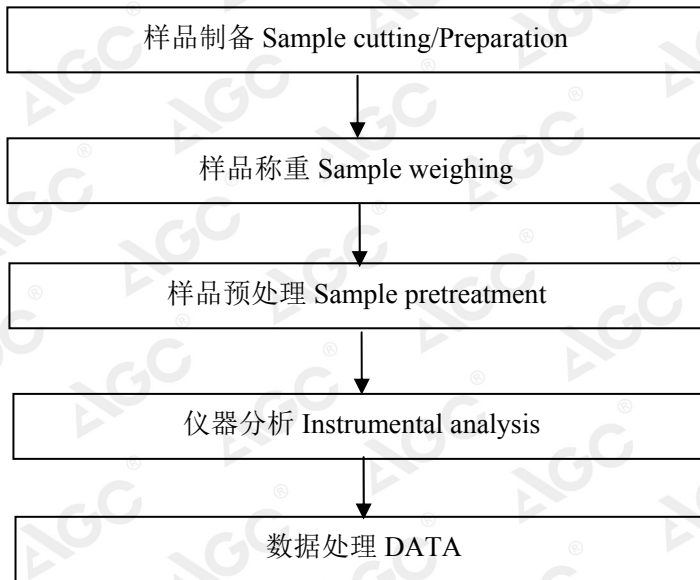 样品制备 Sample cutting/Preparation
样品称重 Sample weighing
样品预处理 Sample pretreatment
仪器分析 Instrumental analysis
数据处理 DATA